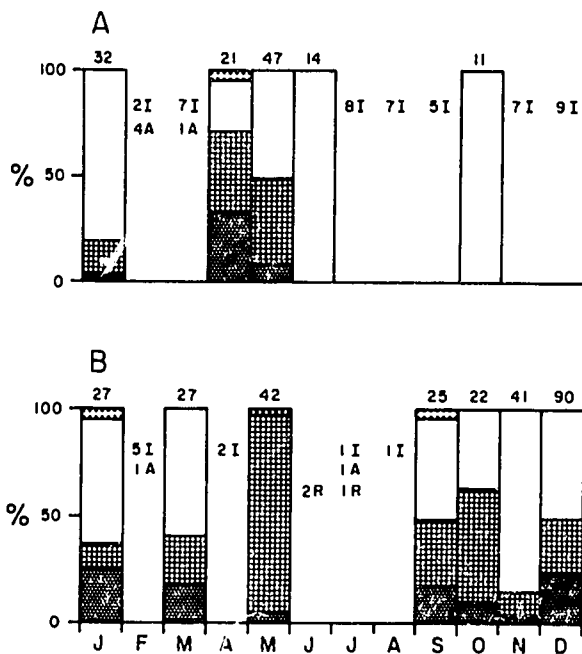 A
32 21 47 14 11
100
2I 7I 8I 7I 5I 7I 9I
4A 1A
% 50
0
B
27 27 42 25 22 41 90
100
5I 2I 1I 1I
1A 1A
2R 1R
% 50
0
J F M A M J J A S O N D